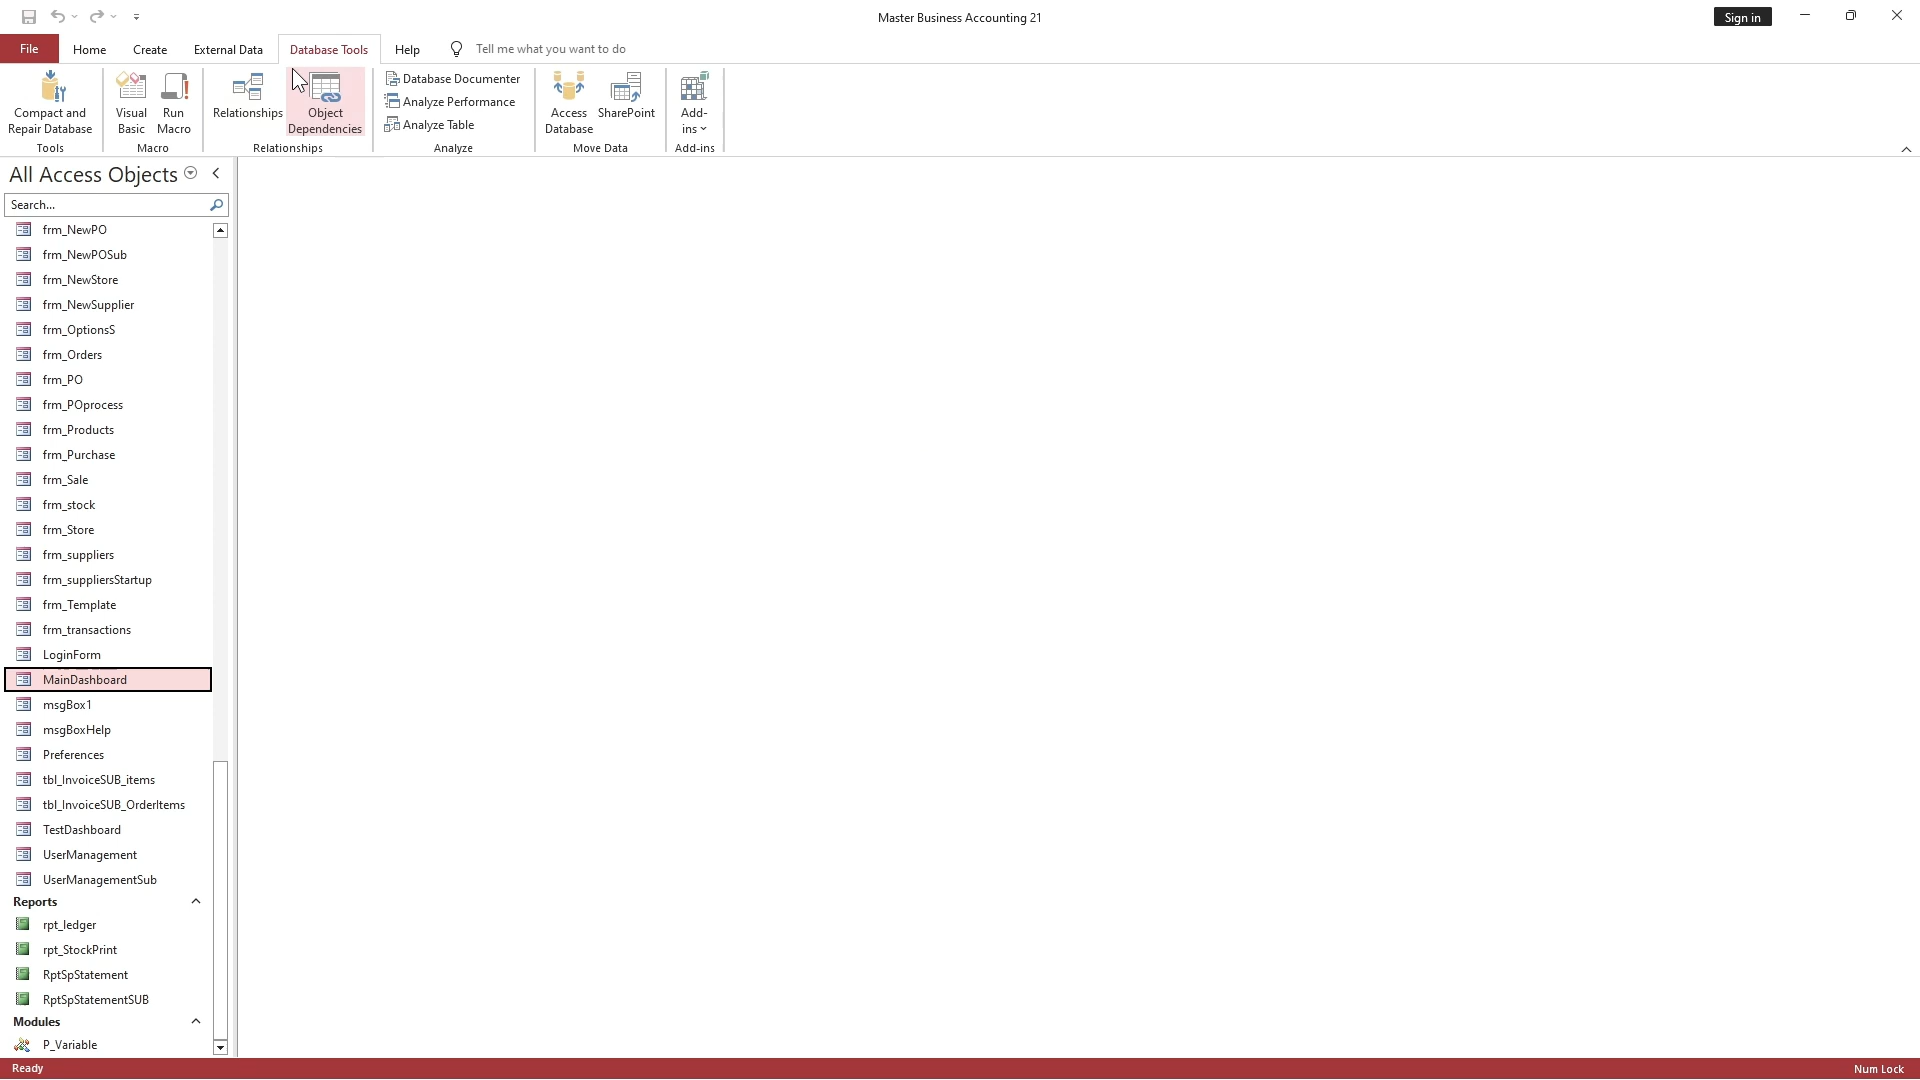 Master Business Accounting 21
Sign in
File Home Create External Data Database Tools Help Tell me what you want to do
Compact and Repair Database
Visual Basic
Run Macro
Relationships
Object Dependencies
Database Documenter
Analyze Performance
Analyze Table
Access Database
SharePoint
Add-ins
Tools Macro Relationships Analyze Move Data Add-ins
All Access Objects
Search...
frm_NewPO
frm_NewPOSub
frm_NewStore
frm_NewSupplier
frm_OptionsS
frm_Orders
frm_PO
frm_POprocess
frm_Products
frm_Purchase
frm_Sale
frm_stock
frm_Store
frm_suppliers
frm_suppliersStartup
frm_Template
frm_transactions
LoginForm
MainDashboard
msgBox1
msgBoxHelp
Preferences
tbl_InvoiceSUB_items
tbl_InvoiceSUB_OrderItems
TestDashboard
UserManagement
UserManagementSub
Reports
rpt_ledger
rpt_StockPrint
RptSpStatement
RptSpStatementSUB
Modules
P_Variable
Ready
Num Lock